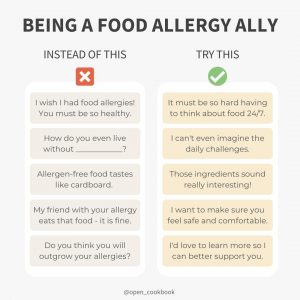 BEING A FOOD ALLERGY ALLY
INSTEAD OF THIS
I wish I had food allergies!
You must be so healthy.
How do you even live
without ____________?
Allergen-free food tastes
like cardboard.
My friend with your allergy
eats that food - it is fine.
Do you think you will
outgrow your allergies?
TRY THIS
It must be so hard having
to think about food 24/7.
I can't even imagine the
daily challenges.
Those ingredients sound
really interesting!
I want to make sure you
feel safe and comfortable.
I'd love to learn more so I
can better support you.
@open_cookbook